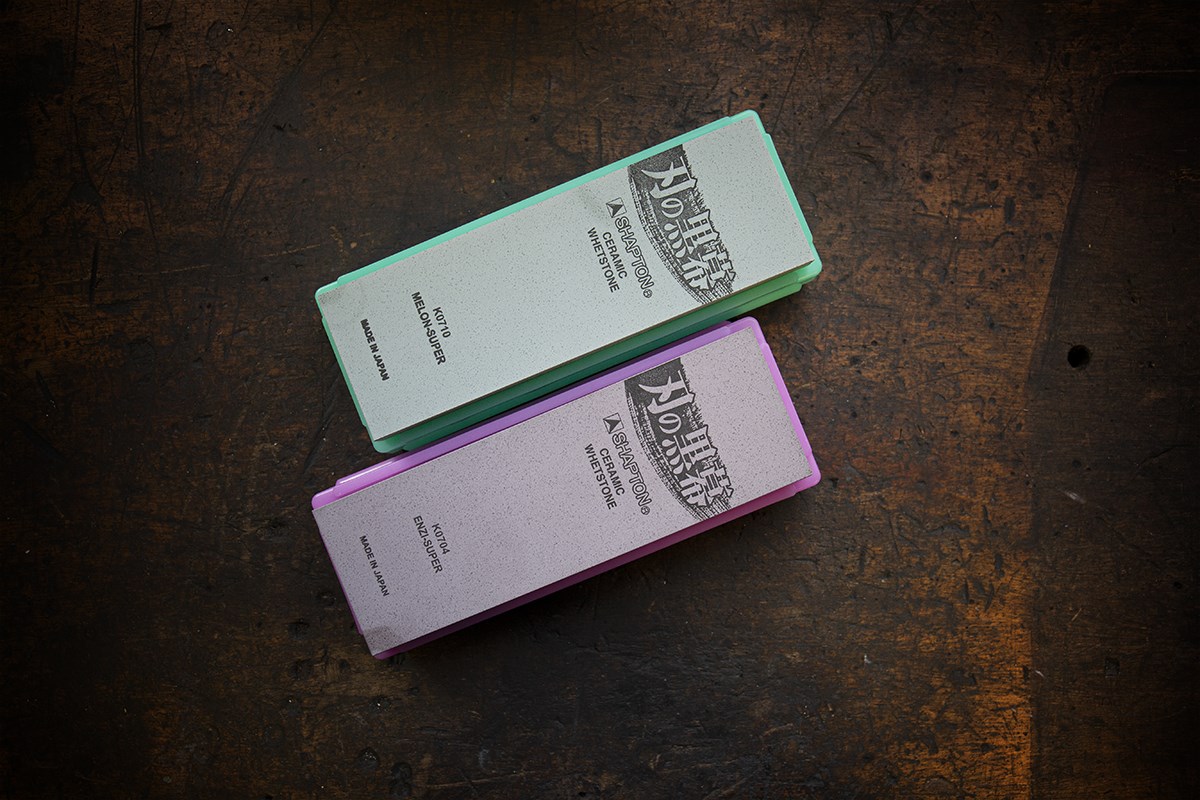 刃の黒幕
SHAPTON®
CERAMIC
WHETSTONE
K0710
MELON-SUPER
MADE IN JAPAN
刃の黒幕
SHAPTON®
CERAMIC
WHETSTONE
K0704
ENZI-SUPER
MADE IN JAPAN